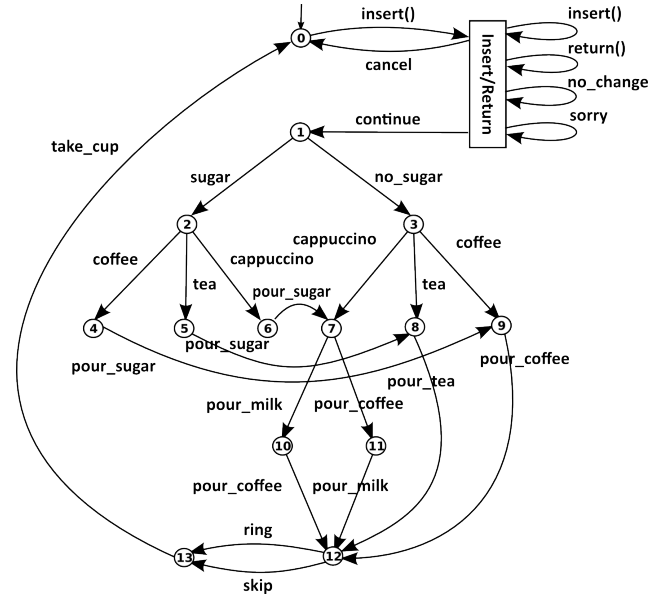 insert()
insert()
0
return()
cancel
Insert/Return
no_change
continue
sorry
1
take_cup
sugar
no_sugar
2
3
cappuccino
coffee
coffee
cappuccino
tea
tea
pour_sugar
4
5
6
7
8
9
pour_sugar
pour_sugar
pour_coffee
pour_tea
pour_milk
pour_coffee
10
11
pour_coffee
pour_milk
ring
13
12
skip